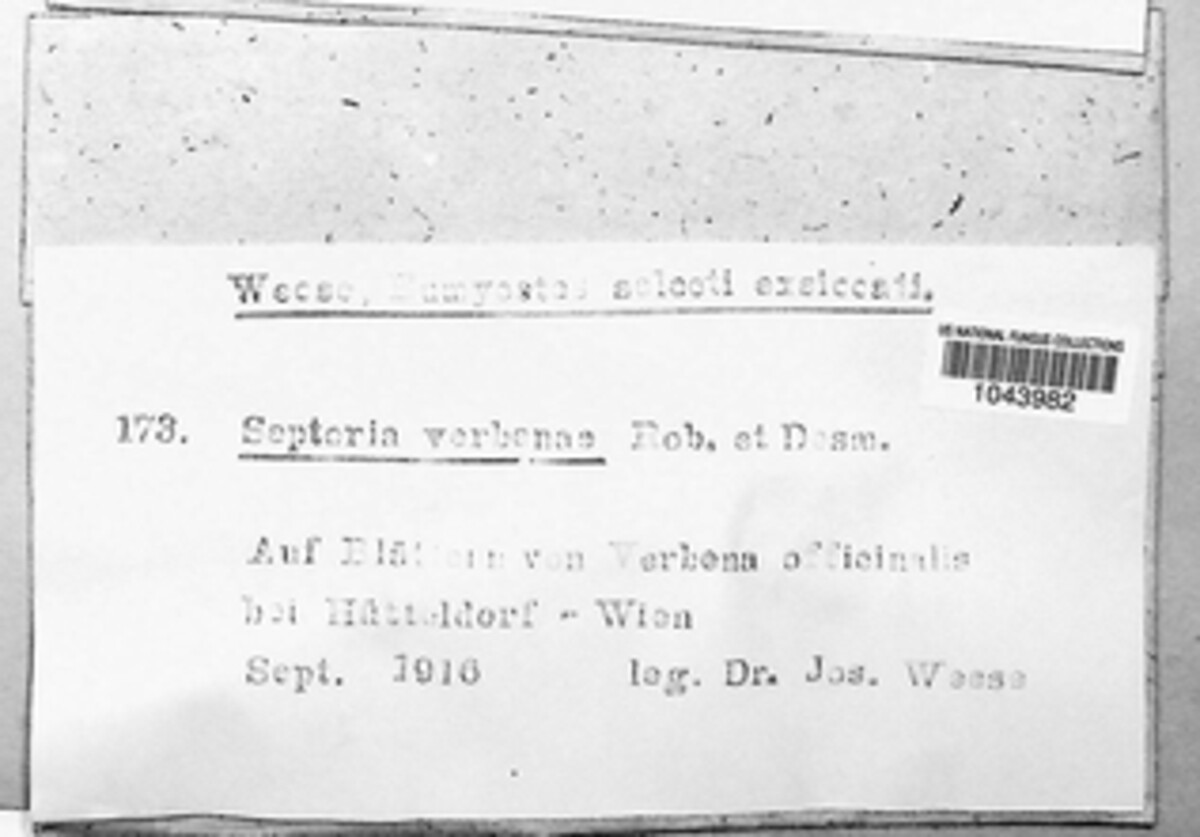 Weese, Eumycetes selecti exsiccati.
US NATIONAL FUNGUS COLLECTIONS
1043982
173. Septoria verbenae Rob. et Desm.
Auf Blättern von Verbena officinalis
bei Hütteldorf - Wien
Sept. 1916 leg. Dr. Jos. Weese